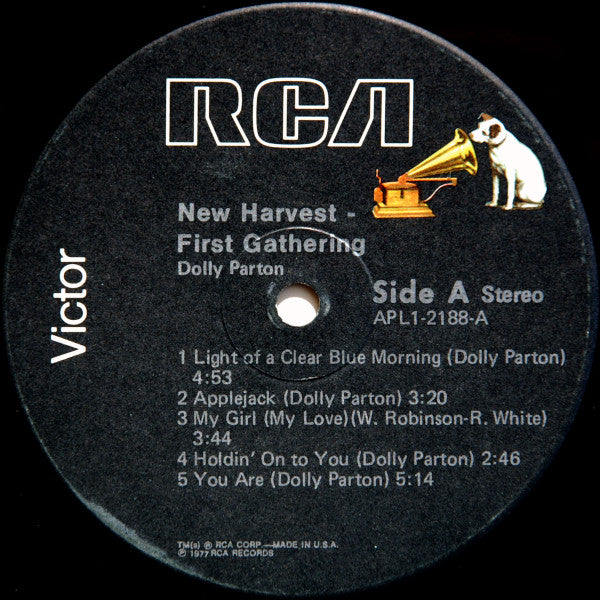 RCA
Victor
New Harvest -
First Gathering
Dolly Parton
Side A Stereo
APL1-2188-A
1 Light of a Clear Blue Morning (Dolly Parton)
4:53
2 Applejack (Dolly Parton) 3:20
3 My Girl (My Love)(W. Robinson-R. White)
3:44
4 Holdin' On to You (Dolly Parton) 2:46
5 You Are (Dolly Parton) 5:14
TM(s) ® RCA CORP.—MADE IN U.S.A.
℗ 1977 RCA RECORDS